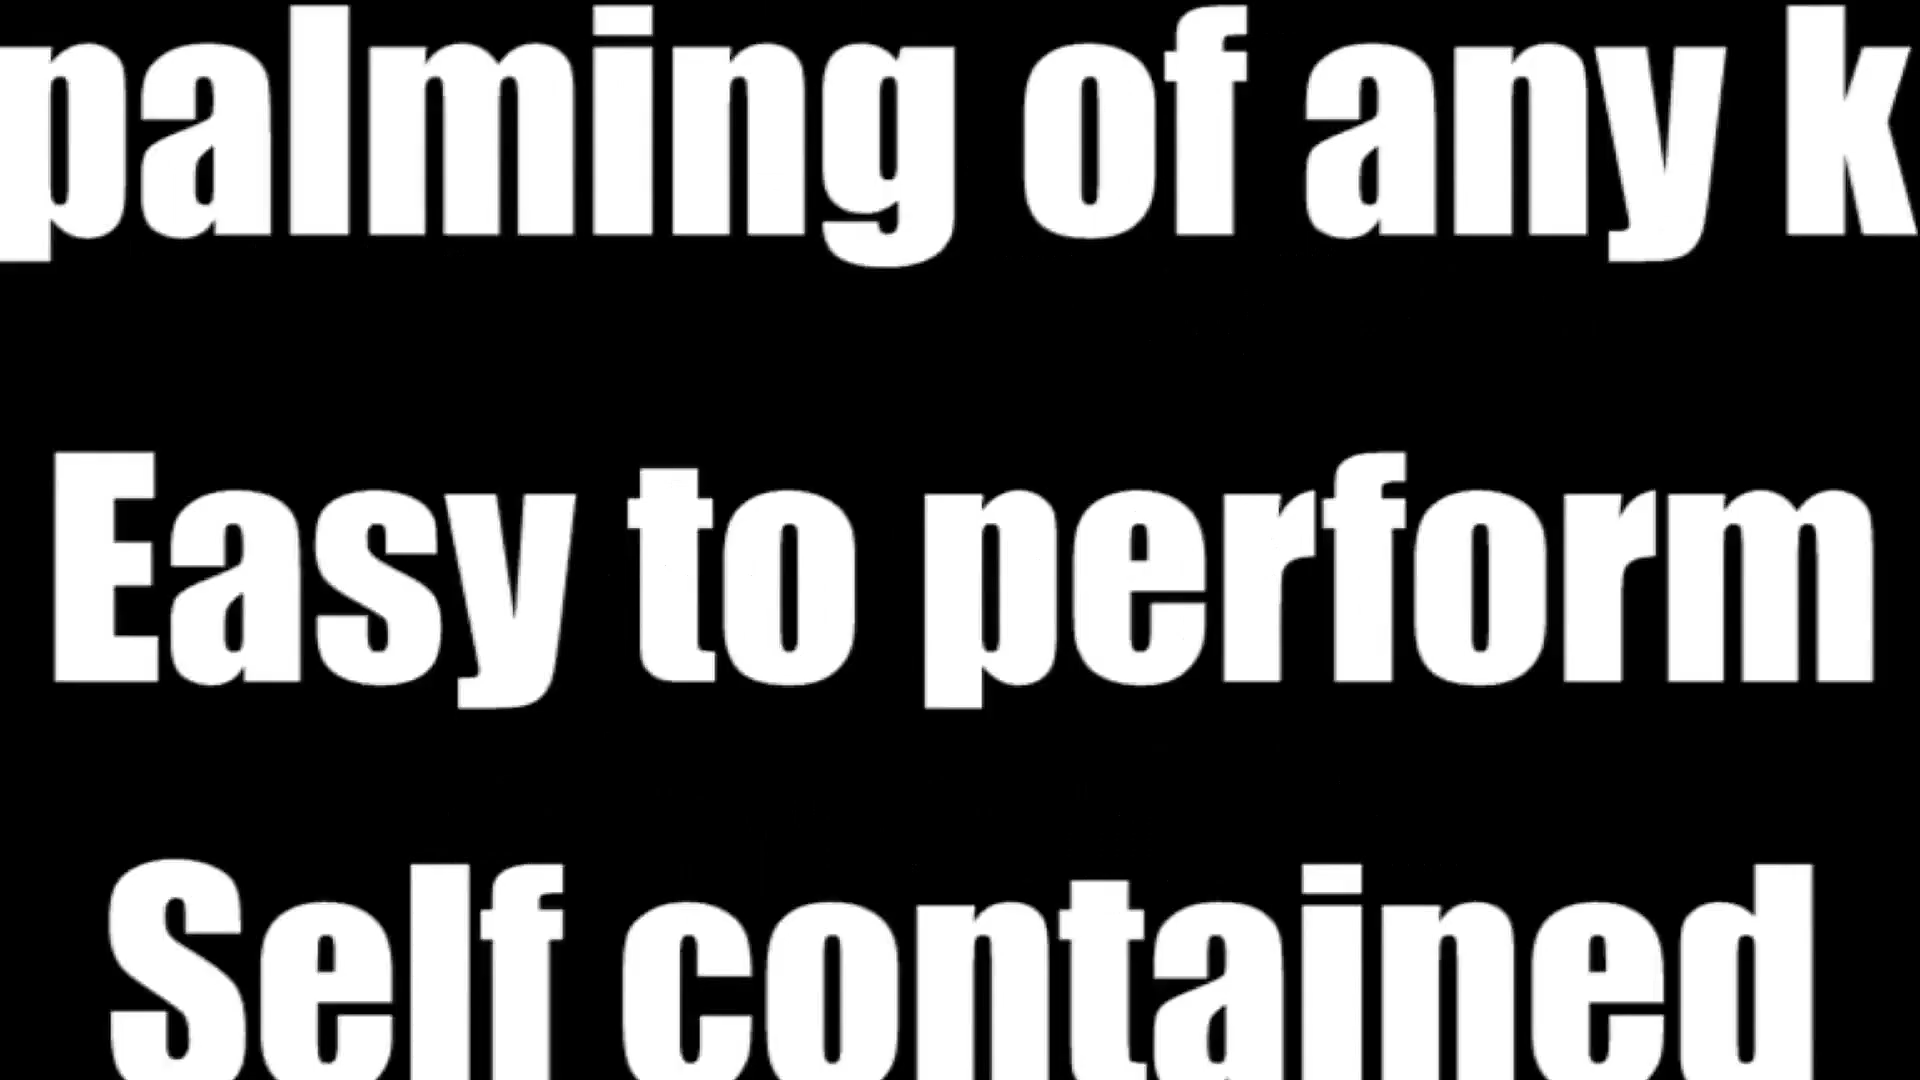 palming of any k
Easy to perform
Self contained